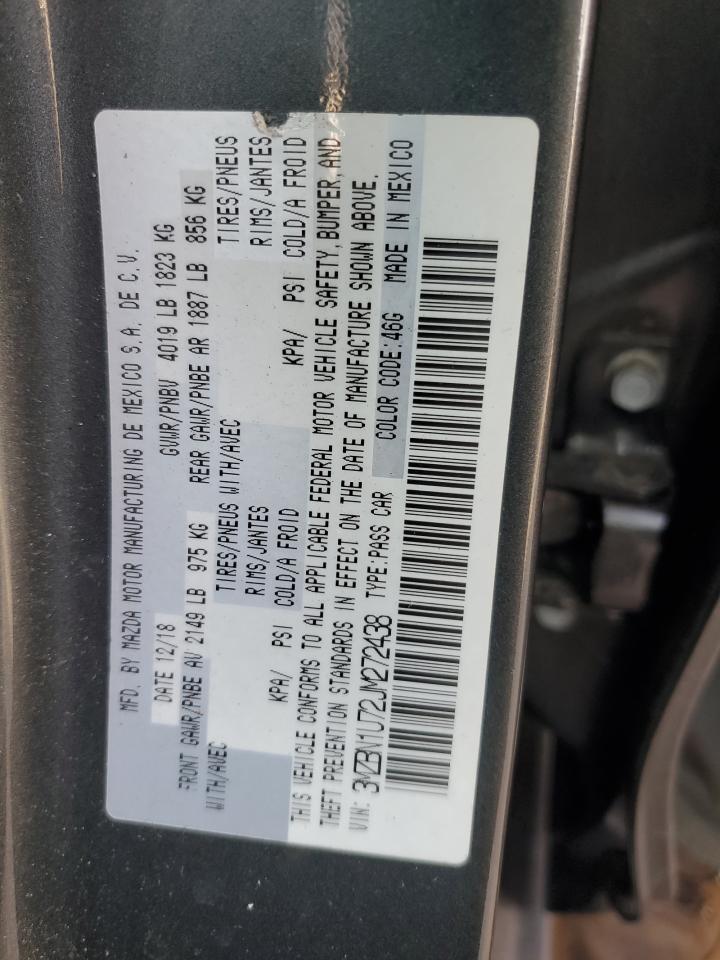 MFD. BY MAZDA MOTOR MANUFACTURING DE MEXICO S.A. DE C.V.
DATE 12/18 GVWR/PNBV 4019 LB 1823 KG
FRONT GAWR/PNBE AV 2149 LB 975 KG REAR GAWR/PNBE AR 1887 LB 856 KG
WITH/AVEC TIRES/PNEUS WITH/AVEC TIRES/PNEUS
RIMS/JANTES RIMS/JANTES
KPA/ PSI COLD/A FROID KPA/ PSI COLD/A FROID
THIS VEHICLE CONFORMS TO ALL APPLICABLE FEDERAL MOTOR VEHICLE SAFETY, BUMPER, AND
THEFT PREVENTION STANDARDS IN EFFECT ON THE DATE OF MANUFACTURE SHOWN ABOVE.
VIN: 3MZBN1U72JM272438 TYPE:PASS CAR COLOR CODE:46G MADE IN MEXICO